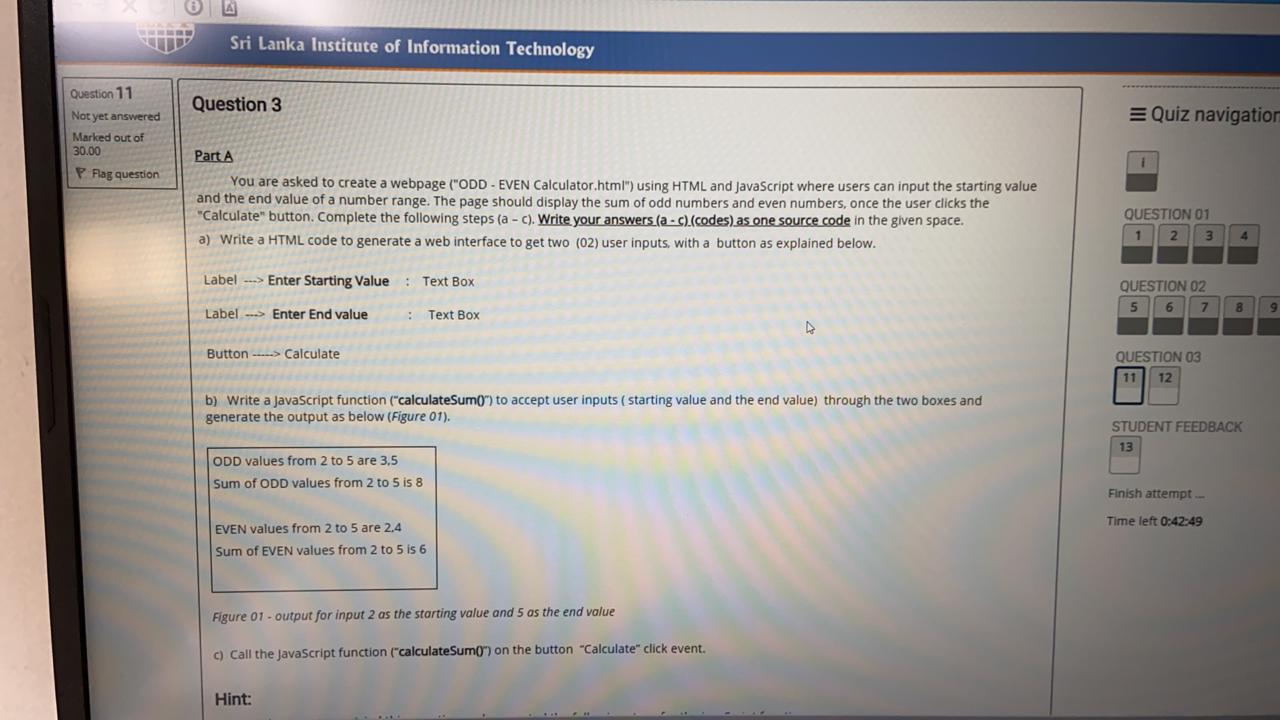 Sri Lanka Institute of Information Technology
Question 11
Not yet answered
Marked out of
30.00
Flag question
Question 3
Part A
You are asked to create a webpage ("ODD - EVEN Calculator.html") using HTML and JavaScript where users can input the starting value
and the end value of a number range. The page should display the sum of odd numbers and even numbers, once the user clicks the
"Calculate" button. Complete the following steps (a – c). Write your answers (a - c) (codes) as one source code in the given space.
a) Write a HTML code to generate a web interface to get two (02) user inputs, with a button as explained below.
Label ---> Enter Starting Value : Text Box
Label ---> Enter End value : Text Box
Button -----> Calculate
b) Write a JavaScript function ("calculateSum()") to accept user inputs ( starting value and the end value) through the two boxes and
generate the output as below (Figure 01).
ODD values from 2 to 5 are 3,5
Sum of ODD values from 2 to 5 is 8
EVEN values from 2 to 5 are 2,4
Sum of EVEN values from 2 to 5 is 6
Figure 01 - output for input 2 as the starting value and 5 as the end value
c) Call the JavaScript function ("calculateSum()") on the button "Calculate" click event.
Hint:
Quiz navigation
i
QUESTION 01
1 2 3 4
QUESTION 02
5 6 7 8 9
QUESTION 03
11 12
STUDENT FEEDBACK
13
Finish attempt ...
Time left 0:42:49